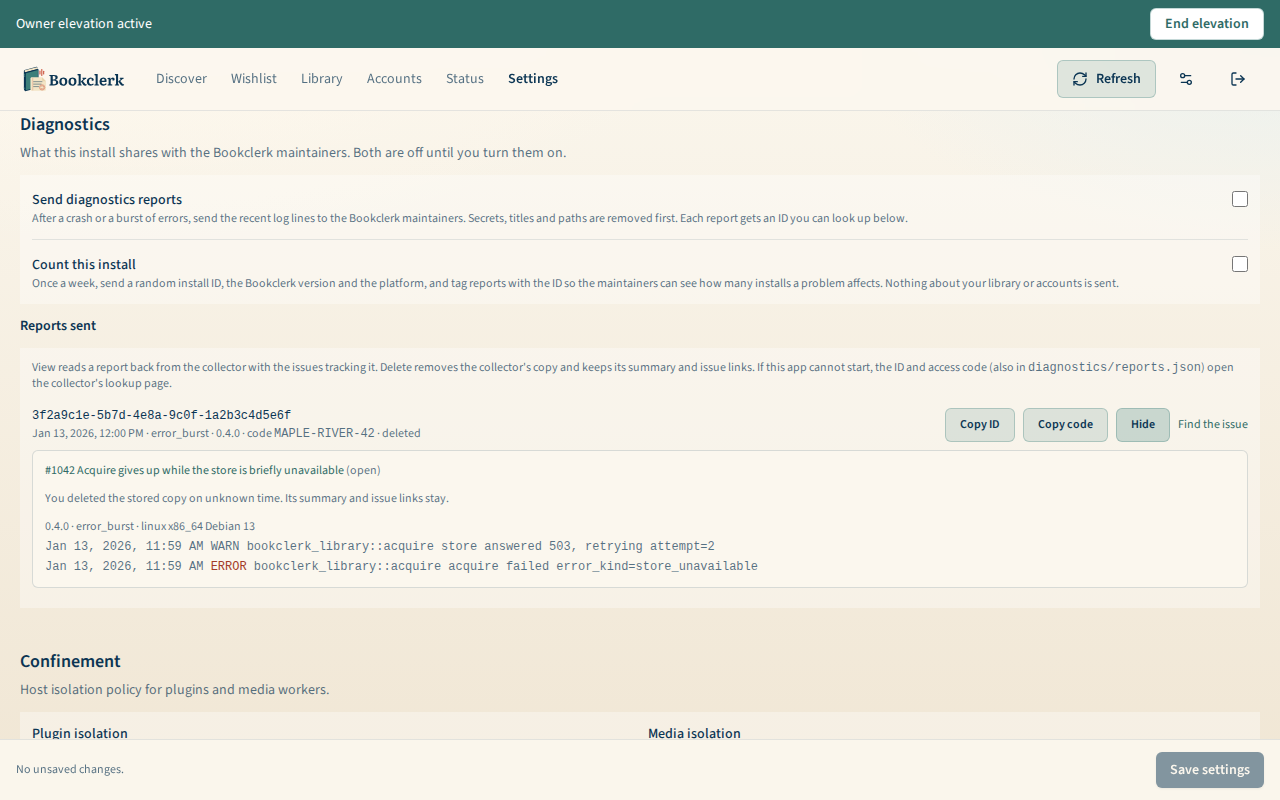 Owner elevation active
End elevation
Bookclerk
Discover
Wishlist
Library
Accounts
Status
Settings
Refresh
Diagnostics
What this install shares with the Bookclerk maintainers. Both are off until you turn them on.
Send diagnostics reports
After a crash or a burst of errors, send the recent log lines to the Bookclerk maintainers. Secrets, titles and paths are removed first. Each report gets an ID you can look up below.
Count this install
Once a week, send a random install ID, the Bookclerk version and the platform, and tag reports with the ID so the maintainers can see how many installs a problem affects. Nothing about your library or accounts is sent.
Reports sent
View reads a report back from the collector with the issues tracking it. Delete removes the collector's copy and keeps its summary and issue links. If this app cannot start, the ID and access code (also in diagnostics/reports.json) open
the collector's lookup page.
3f2a9c1e-5b7d-4e8a-9c0f-1a2b3c4d5e6f
Jan 13, 2026, 12:00 PM · error_burst · 0.4.0 · code MAPLE-RIVER-42 · deleted
Copy ID
Copy code
Hide
Find the issue
#1042 Acquire gives up while the store is briefly unavailable (open)
You deleted the stored copy on unknown time. Its summary and issue links stay.
0.4.0 · error_burst · linux x86_64 Debian 13
Jan 13, 2026, 11:59 AM WARN bookclerk_library::acquire store answered 503, retrying attempt=2
Jan 13, 2026, 11:59 AM ERROR bookclerk_library::acquire acquire failed error_kind=store_unavailable
Confinement
Host isolation policy for plugins and media workers.
Plugin isolation
Media isolation
No unsaved changes.
Save settings